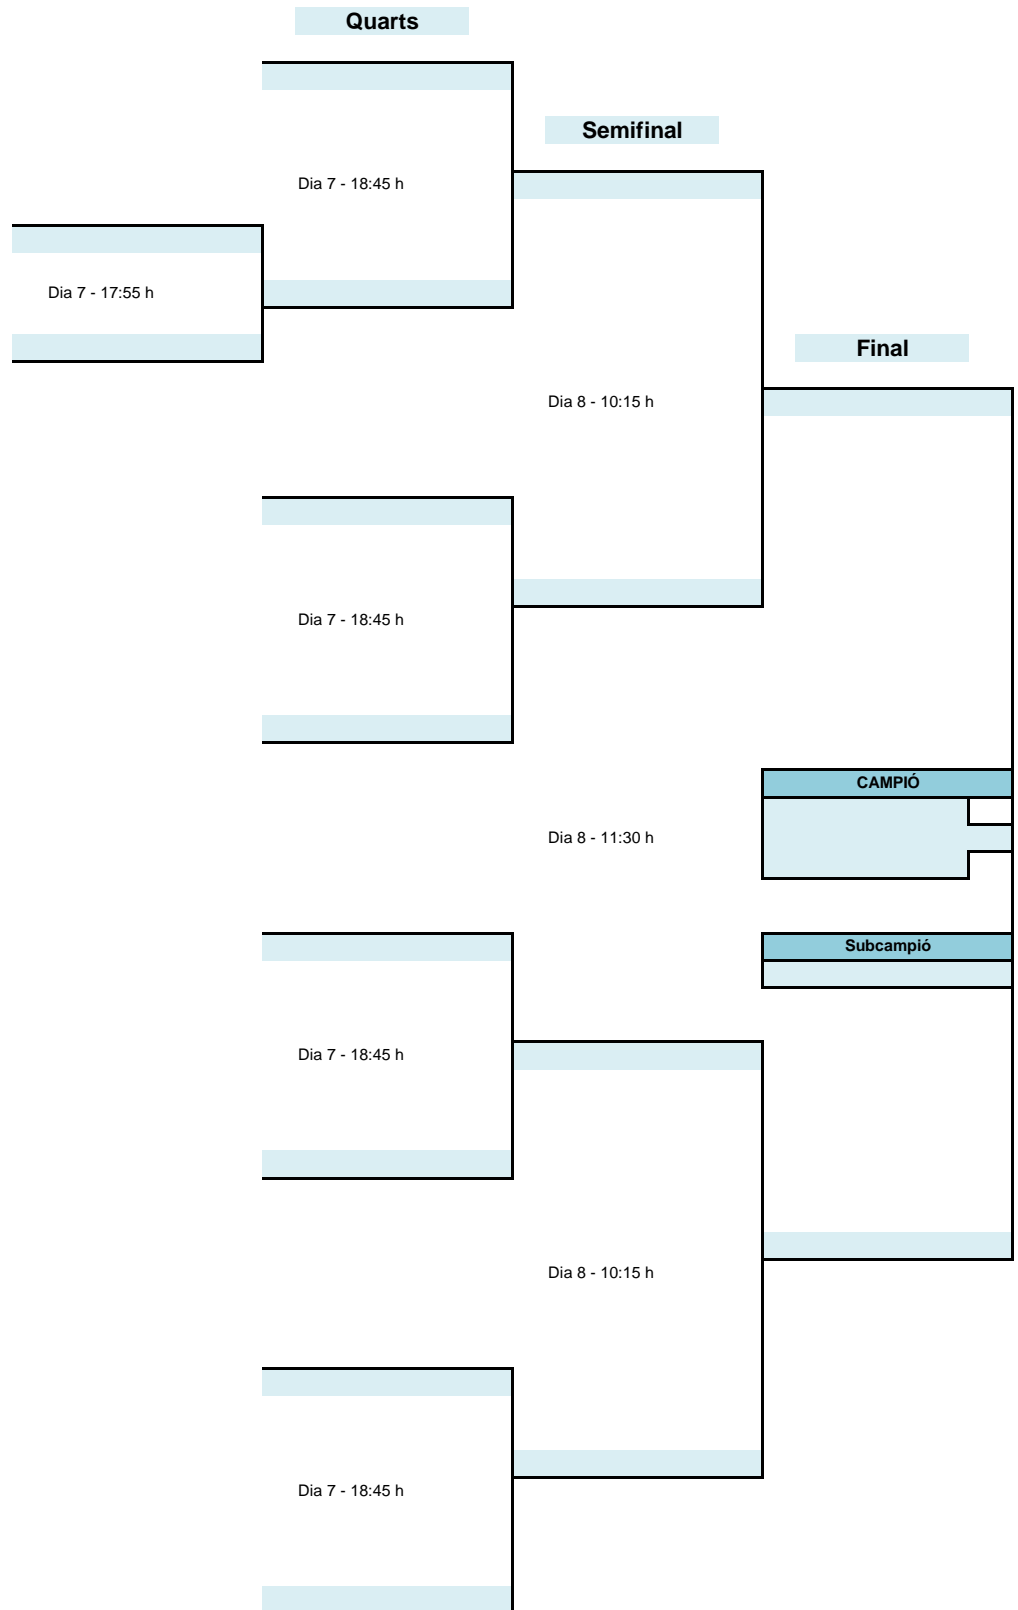 Quarts
Semifinal
Dia 7 - 18:45 h
Dia 7 - 17:55 h
Final
Dia 8 - 10:15 h
Dia 7 - 18:45 h
CAMPIÓ
Dia 8 - 11:30 h
Subcampió
Dia 7 - 18:45 h
Dia 8 - 10:15 h
Dia 7 - 18:45 h